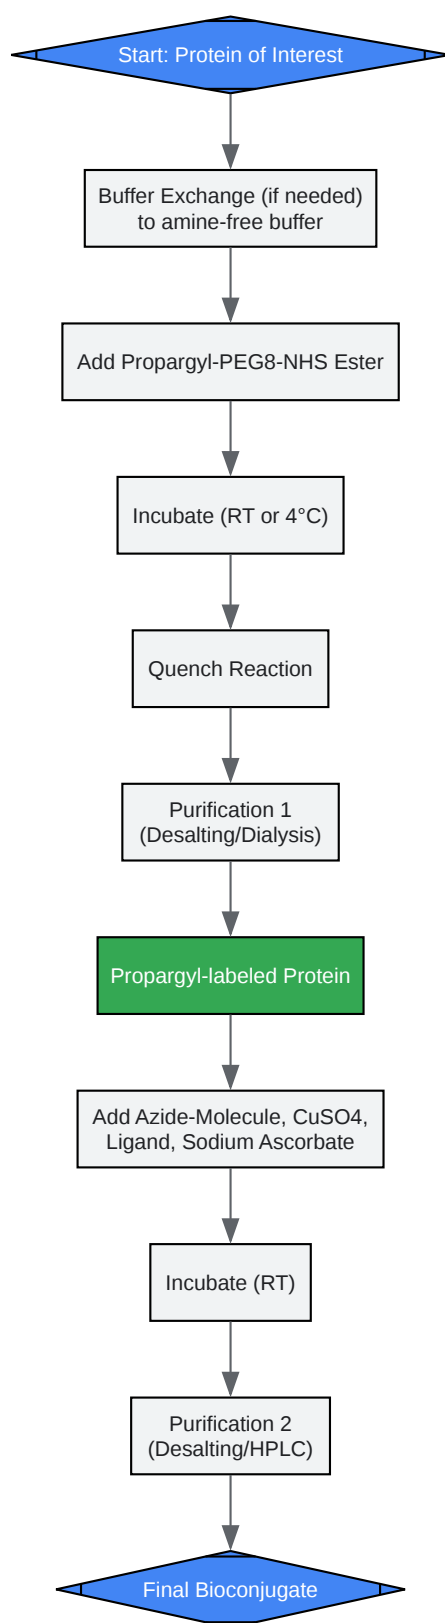 Start: Protein of Interest
Buffer Exchange (if needed)
to amine-free buffer
Add Propargyl-PEG8-NHS Ester
Incubate (RT or 4°C)
Quench Reaction
Purification 1
(Desalting/Dialysis)
Propargyl-labeled Protein
Add Azide-Molecule, CuSO4,
Ligand, Sodium Ascorbate
Incubate (RT)
Purification 2
(Desalting/HPLC)
Final Bioconjugate